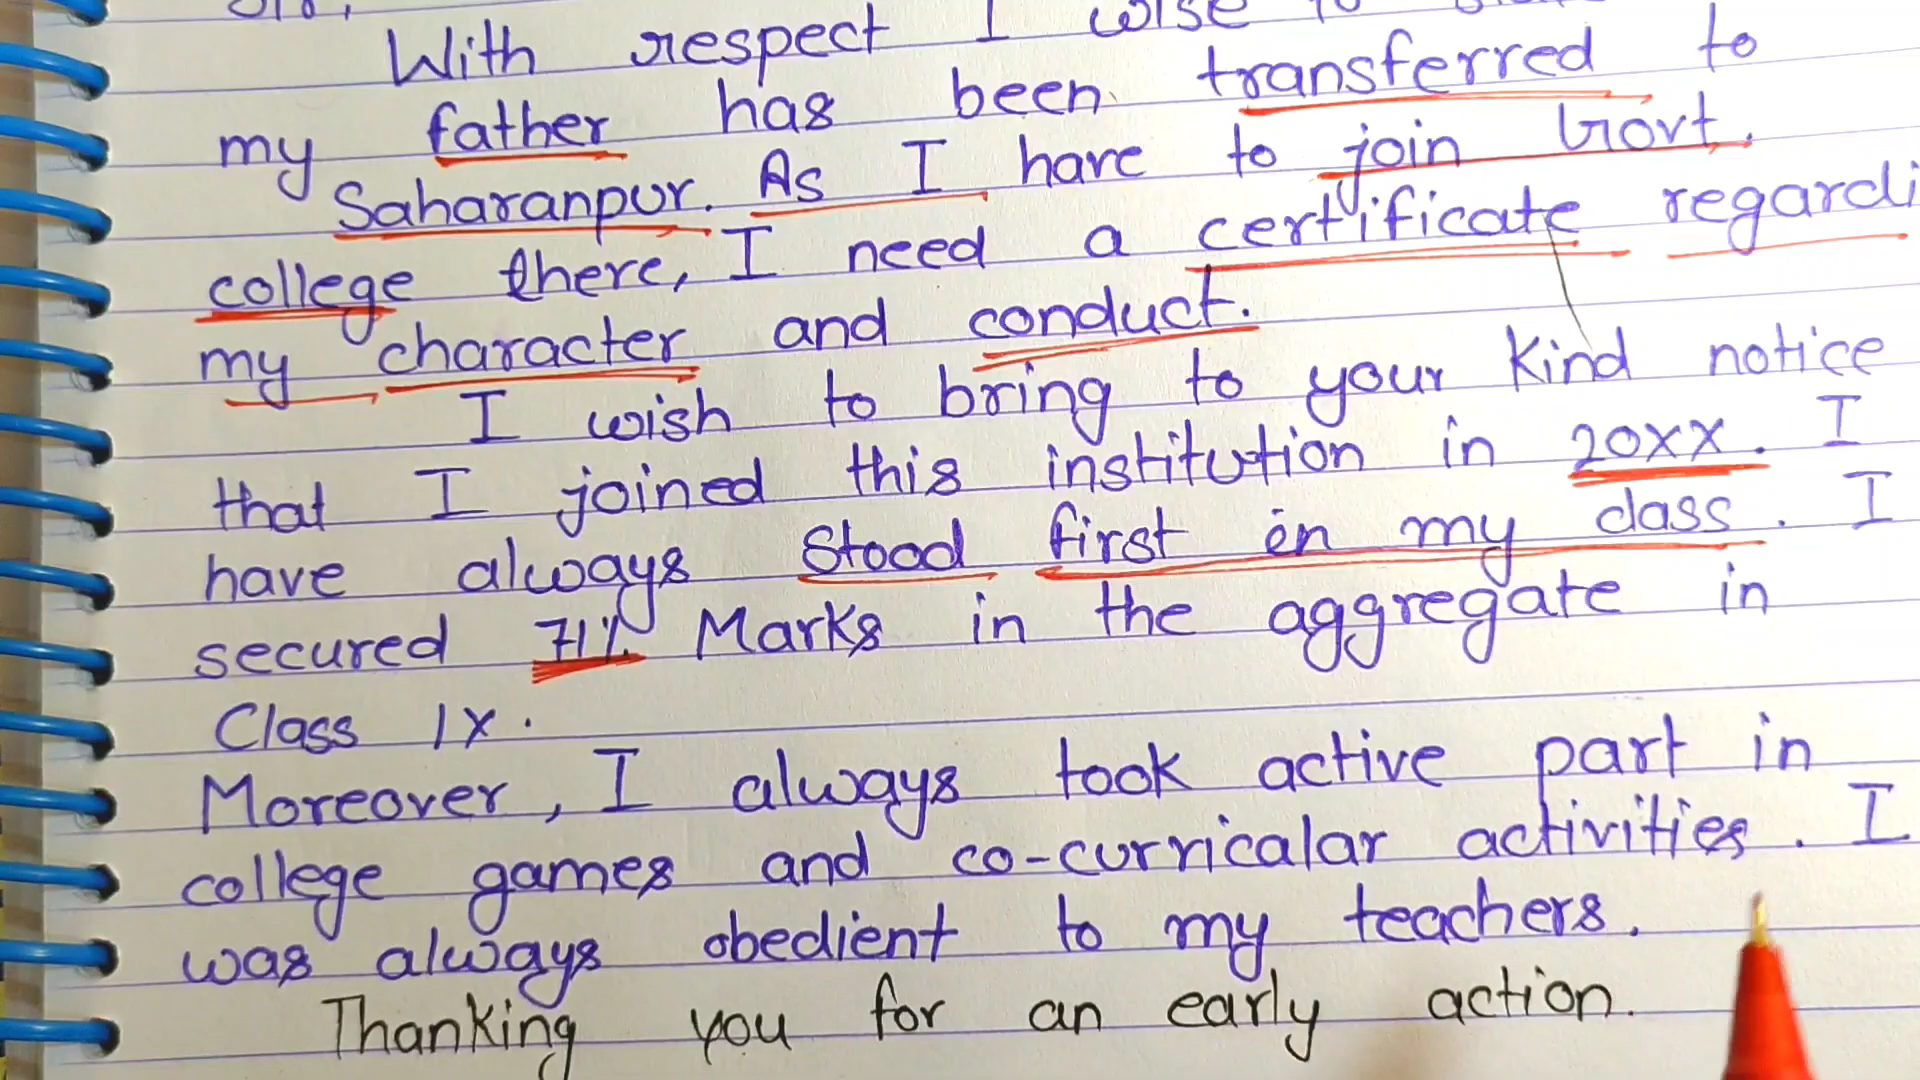 With respect I wise to
my father has been transferred to
Saharanpur. As I have to join Govt.
college there, I need a certificate regardi
my character and conduct.
I wish to bring to your kind notice
that I joined this institution in 20XX. I
have always stood first in my class. I
secured 71% Marks in the aggregate in
Class IX.
Moreover, I always took active part in
college games and co-curricalar activities. I
was always obedient to my teachers.
Thanking you for an early action.